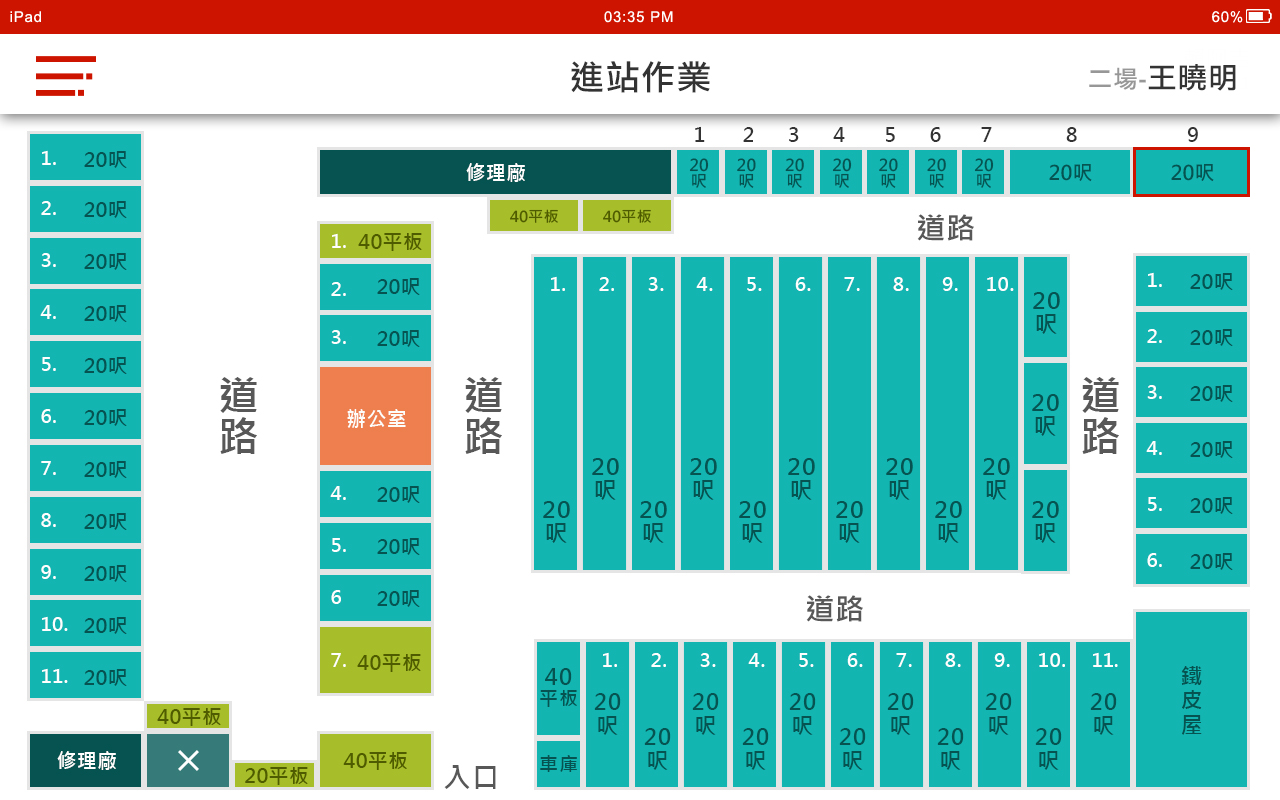 iPad 03:35 PM 60%
進站作業
二場-王曉明
1 2 3 4 5 6 7 8 9
修理廠 20呎 20呎 20呎 20呎 20呎 20呎 20呎 20呎 20呎
40平板 40平板
道路
1. 20呎
2. 20呎
3. 20呎
4. 20呎
5. 20呎
6. 20呎
7. 20呎
8. 20呎
9. 20呎
10. 20呎
11. 20呎
道路
1. 40平板
2. 20呎
3. 20呎
辦公室
4. 20呎
5. 20呎
6 20呎
7. 40平板
道路
1. 2. 3. 4. 5. 6. 7. 8. 9. 10.
20呎 20呎 20呎 20呎 20呎 20呎 20呎 20呎 20呎 20呎
20呎
20呎
20呎
道路
1. 20呎
2. 20呎
3. 20呎
4. 20呎
5. 20呎
6. 20呎
道路
40平板
車庫
1. 2. 3. 4. 5. 6. 7. 8. 9. 10. 11.
20呎 20呎 20呎 20呎 20呎 20呎 20呎 20呎 20呎 20呎 20呎
鐵皮屋
40平板
修理廠
20平板
40平板
入口